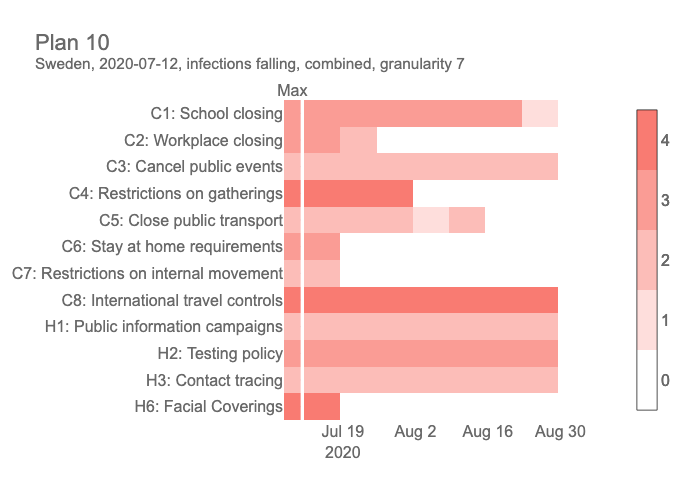 Plan 10
Sweden, 2020-07-12, infections falling, combined, granularity 7
Max
C1: School closing
C2: Workplace closing
C3: Cancel public events
C4: Restrictions on gatherings
C5: Close public transport
C6: Stay at home requirements
C7: Restrictions on internal movement
C8: International travel controls
H1: Public information campaigns
H2: Testing policy
H3: Contact tracing
H6: Facial Coverings
Jul 19
2020
Aug 2
Aug 16
Aug 30
4
3
2
1
0